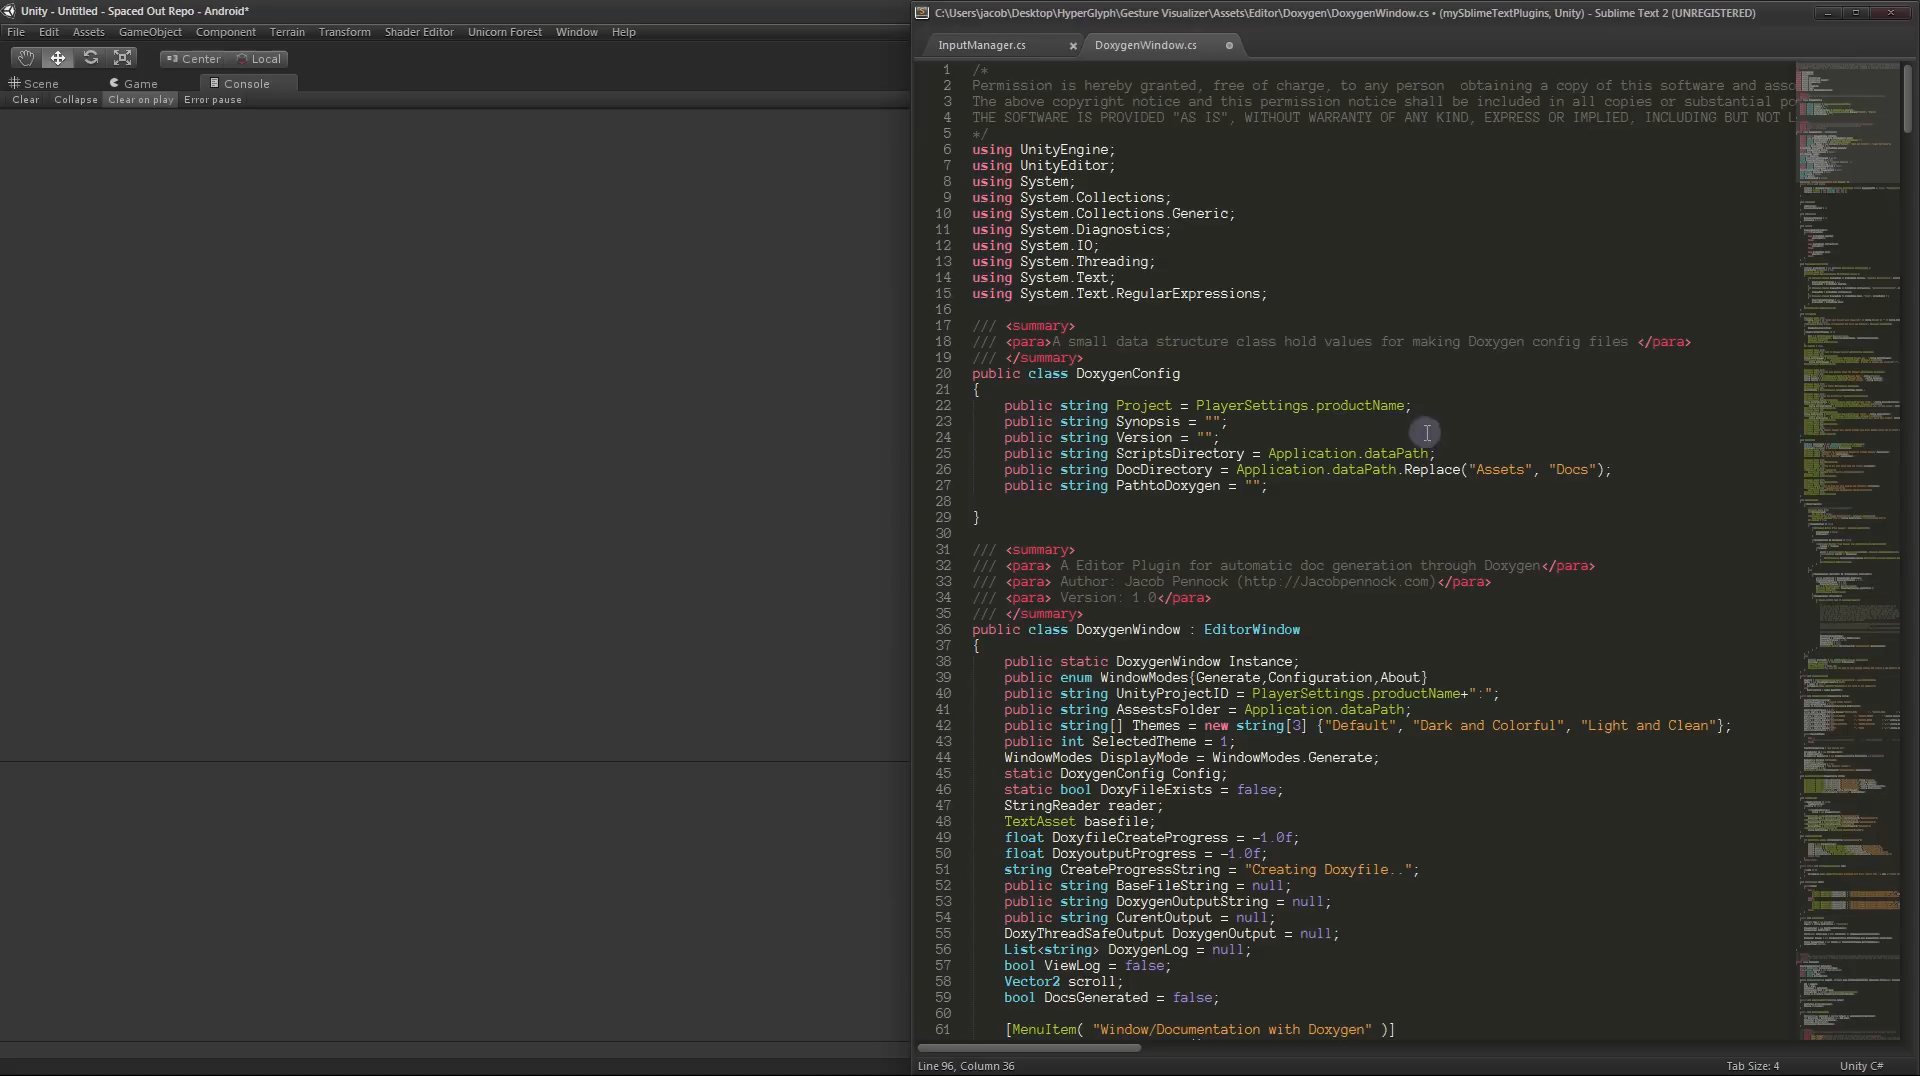 Unity - Untitled - Spaced Out Repo - Android*
File Edit Assets GameObject Component Terrain Transform Shader Editor Unicorn Forest Window Help
Center Local
Scene Game Console
Clear Collapse Clear on play Error pause
C:\Users\jacob\Desktop\HyperGlyph\Gesture Visualizer\Assets\Editor\Doxygen\DoxygenWindow.cs • (mySblimeTextPlugins, Unity) - Sublime Text 2 (UNREGISTERED)
InputManager.cs DoxygenWindow.cs
1 /*
2 Permission is hereby granted, free of charge, to any person  obtaining a copy of this software and asso
3 The above copyright notice and this permission notice shall be included in all copies or substantial po
4 THE SOFTWARE IS PROVIDED "AS IS", WITHOUT WARRANTY OF ANY KIND, EXPRESS OR IMPLIED, INCLUDING BUT NOT L
5 */
6 using UnityEngine;
7 using UnityEditor;
8 using System;
9 using System.Collections;
10 using System.Collections.Generic;
11 using System.Diagnostics;
12 using System.IO;
13 using System.Threading;
14 using System.Text;
15 using System.Text.RegularExpressions;
16
17 /// <summary>
18 /// <para>A small data structure class hold values for making Doxygen config files </para>
19 /// </summary>
20 public class DoxygenConfig
21 {
22 public string Project = PlayerSettings.productName;
23 public string Synopsis = "";
24 public string Version = "";
25 public string ScriptsDirectory = Application.dataPath;
26 public string DocDirectory = Application.dataPath.Replace("Assets", "Docs");
27 public string PathtoDoxygen = "";
28
29 }
30
31 /// <summary>
32 /// <para> A Editor Plugin for automatic doc generation through Doxygen</para>
33 /// <para> Author: Jacob Pennock (http://Jacobpennock.com)</para>
34 /// <para> Version: 1.0</para>
35 /// </summary>
36 public class DoxygenWindow : EditorWindow
37 {
38 public static DoxygenWindow Instance;
39 public enum WindowModes{Generate,Configuration,About}
40 public string UnityProjectID = PlayerSettings.productName+":";
41 public string AssestsFolder = Application.dataPath;
42 public string[] Themes = new string[3] {"Default", "Dark and Colorful", "Light and Clean"};
43 public int SelectedTheme = 1;
44 WindowModes DisplayMode = WindowModes.Generate;
45 static DoxygenConfig Config;
46 static bool DoxyFileExists = false;
47 StringReader reader;
48 TextAsset basefile;
49 float DoxyfileCreateProgress = -1.0f;
50 float DoxyoutputProgress = -1.0f;
51 string CreateProgressString = "Creating Doxyfile..";
52 public string BaseFileString = null;
53 public string DoxygenOutputString = null;
54 public string CurentOutput = null;
55 DoxyThreadSafeOutput DoxygenOutput = null;
56 List<string> DoxygenLog = null;
57 bool ViewLog = false;
58 Vector2 scroll;
59 bool DocsGenerated = false;
60
61 [MenuItem( "Window/Documentation with Doxygen" )]
Line 96, Column 36 Tab Size: 4 Unity C#